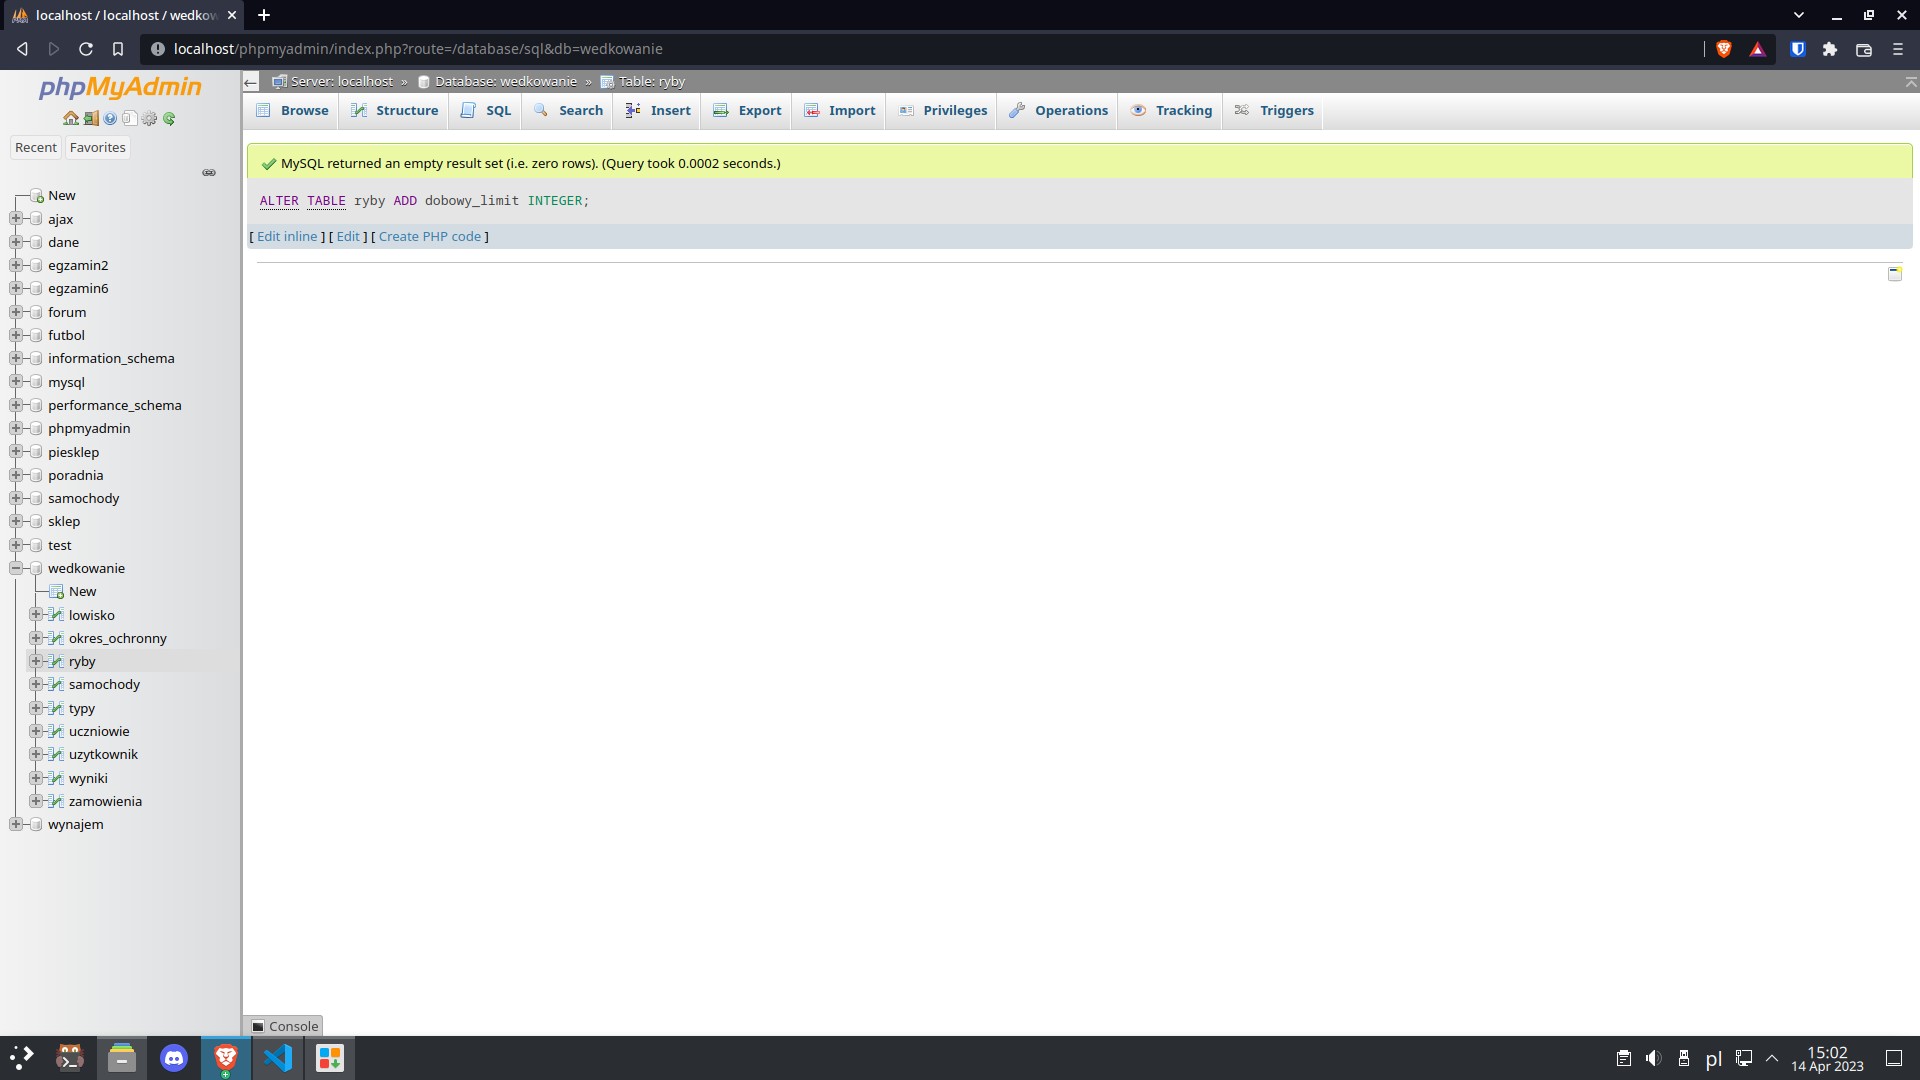 localhost / localhost / wedkow
localhost/phpmyadmin/index.php?route=/database/sql&db=wedkowanie
phpMyAdmin
Recent Favorites
New
ajax
dane
egzamin2
egzamin6
forum
futbol
information_schema
mysql
performance_schema
phpmyadmin
piesklep
poradnia
samochody
sklep
test
wedkowanie
New
lowisko
okres_ochronny
ryby
samochody
typy
uczniowie
uzytkownik
wyniki
zamowienia
wynajem
Server: localhost » Database: wedkowanie » Table: ryby
Browse Structure SQL Search Insert Export Import Privileges Operations Tracking Triggers
MySQL returned an empty result set (i.e. zero rows). (Query took 0.0002 seconds.)
ALTER TABLE ryby ADD dobowy_limit INTEGER;
[ Edit inline ] [ Edit ] [ Create PHP code ]
Console
pl
15:02
14 Apr 2023